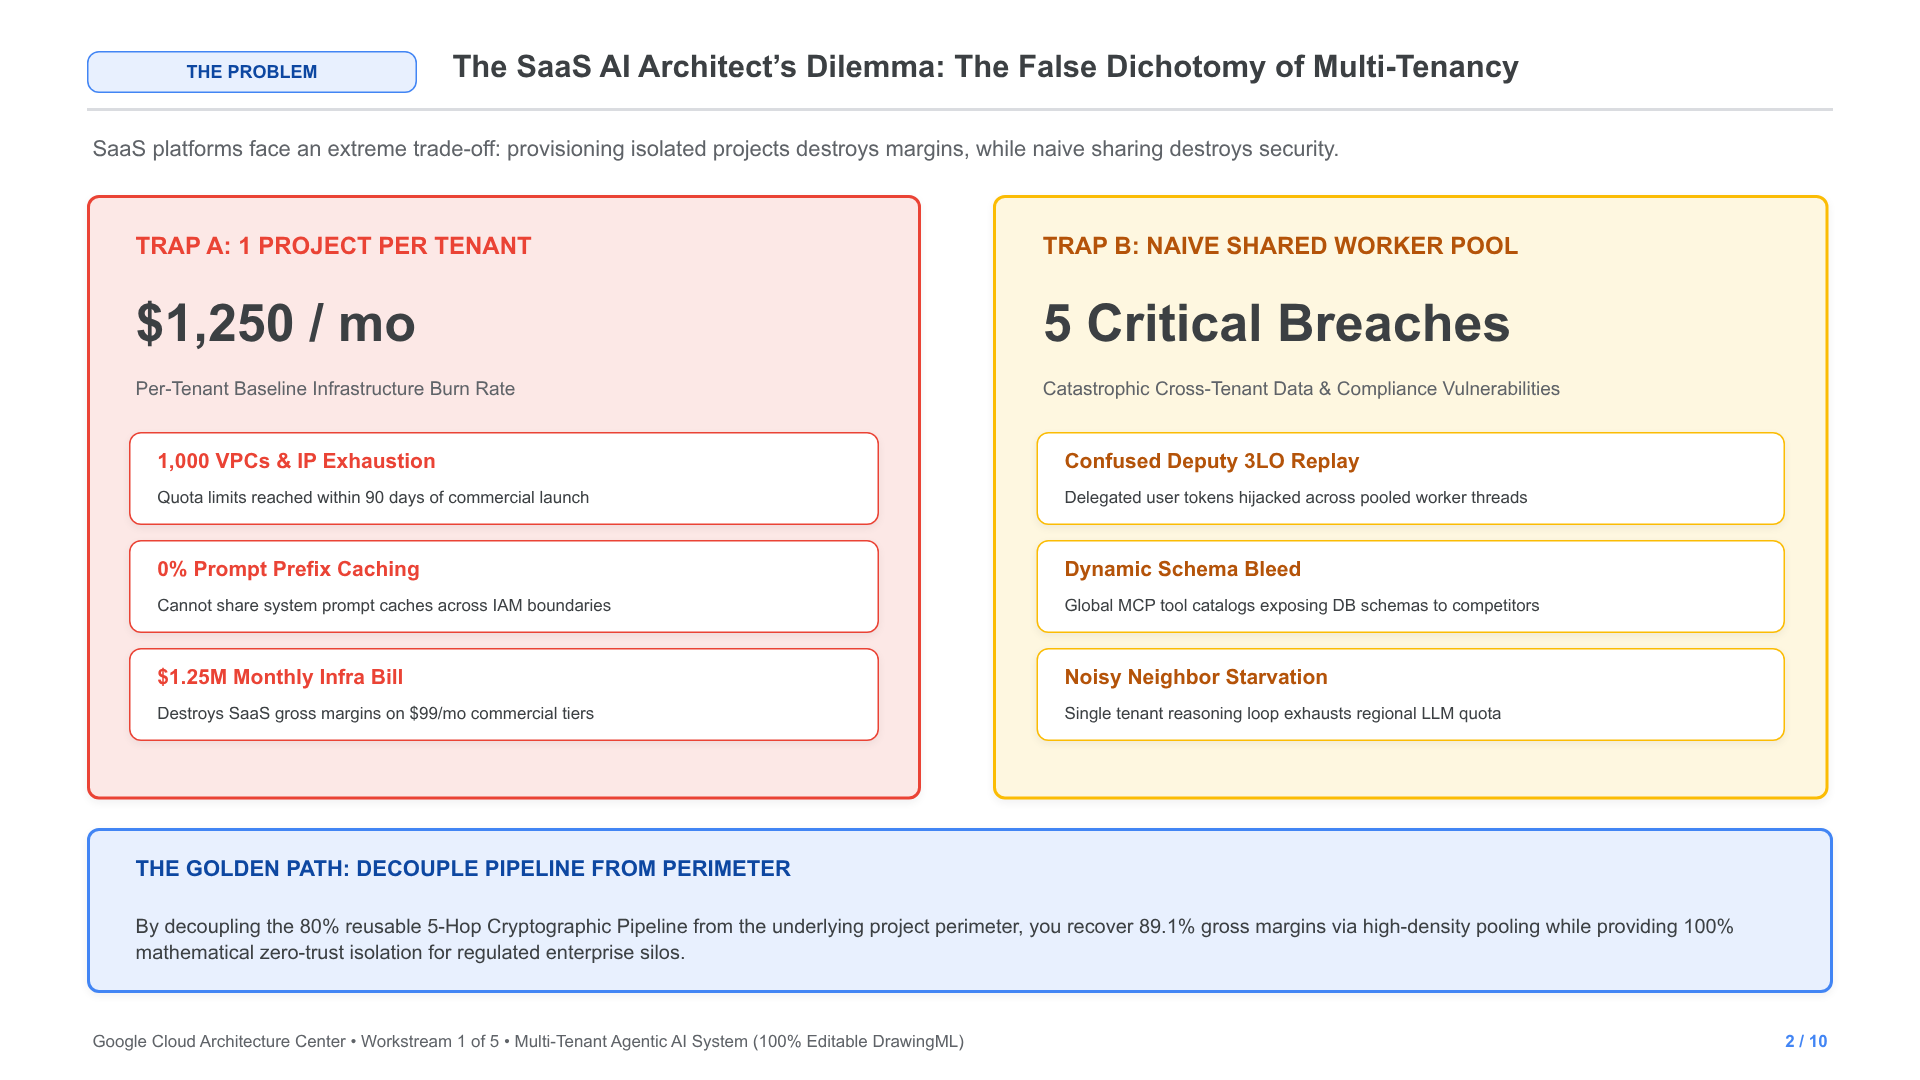 THE PROBLEM
The SaaS AI Architect’s Dilemma: The False Dichotomy of Multi-Tenancy
SaaS platforms face an extreme trade-off: provisioning isolated projects destroys margins, while naive sharing destroys security.
TRAP A: 1 PROJECT PER TENANT
$1,250 / mo
Per-Tenant Baseline Infrastructure Burn Rate
1,000 VPCs & IP Exhaustion
Quota limits reached within 90 days of commercial launch
0% Prompt Prefix Caching
Cannot share system prompt caches across IAM boundaries
$1.25M Monthly Infra Bill
Destroys SaaS gross margins on $99/mo commercial tiers
TRAP B: NAIVE SHARED WORKER POOL
5 Critical Breaches
Catastrophic Cross-Tenant Data & Compliance Vulnerabilities
Confused Deputy 3LO Replay
Delegated user tokens hijacked across pooled worker threads
Dynamic Schema Bleed
Global MCP tool catalogs exposing DB schemas to competitors
Noisy Neighbor Starvation
Single tenant reasoning loop exhausts regional LLM quota
THE GOLDEN PATH: DECOUPLE PIPELINE FROM PERIMETER
By decoupling the 80% reusable 5-Hop Cryptographic Pipeline from the underlying project perimeter, you recover 89.1% gross margins via high-density pooling while providing 100%
mathematical zero-trust isolation for regulated enterprise silos.
Google Cloud Architecture Center • Workstream 1 of 5 • Multi-Tenant Agentic AI System (100% Editable DrawingML)
2 / 10